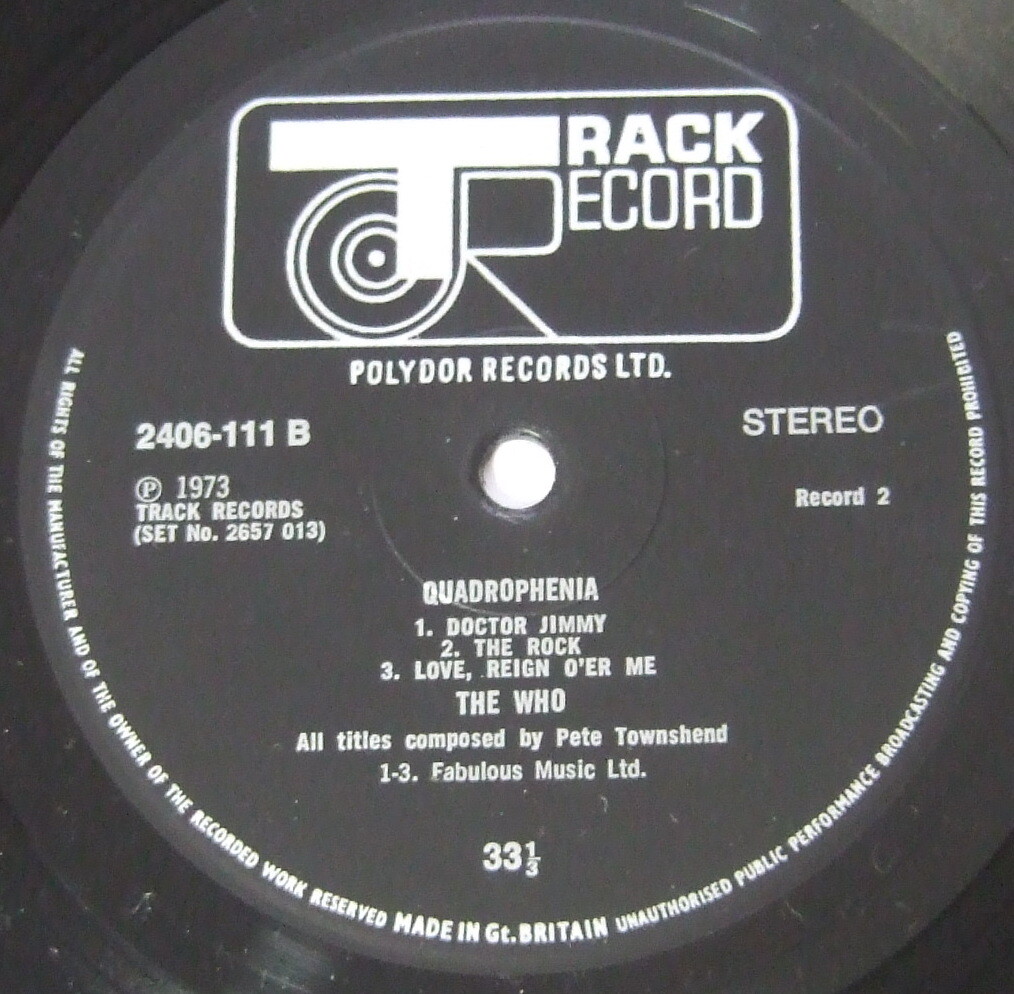 TRACK
RECORD
POLYDOR RECORDS LTD.
2406-111 B
STEREO
Ⓟ 1973
TRACK RECORDS
(SET No. 2657 013)
Record 2
QUADROPHENIA
1. DOCTOR JIMMY
2. THE ROCK
3. LOVE, REIGN O'ER ME
THE WHO
All titles composed by Pete Townshend
1-3. Fabulous Music Ltd.
33⅓
ALL RIGHTS OF THE MANUFACTURER AND OF THE OWNER OF THE RECORDED WORK RESERVED MADE IN Gt. BRITAIN UNAUTHORISED PUBLIC PERFORMANCE BROADCASTING AND COPYING OF THIS RECORD PROHIBITED